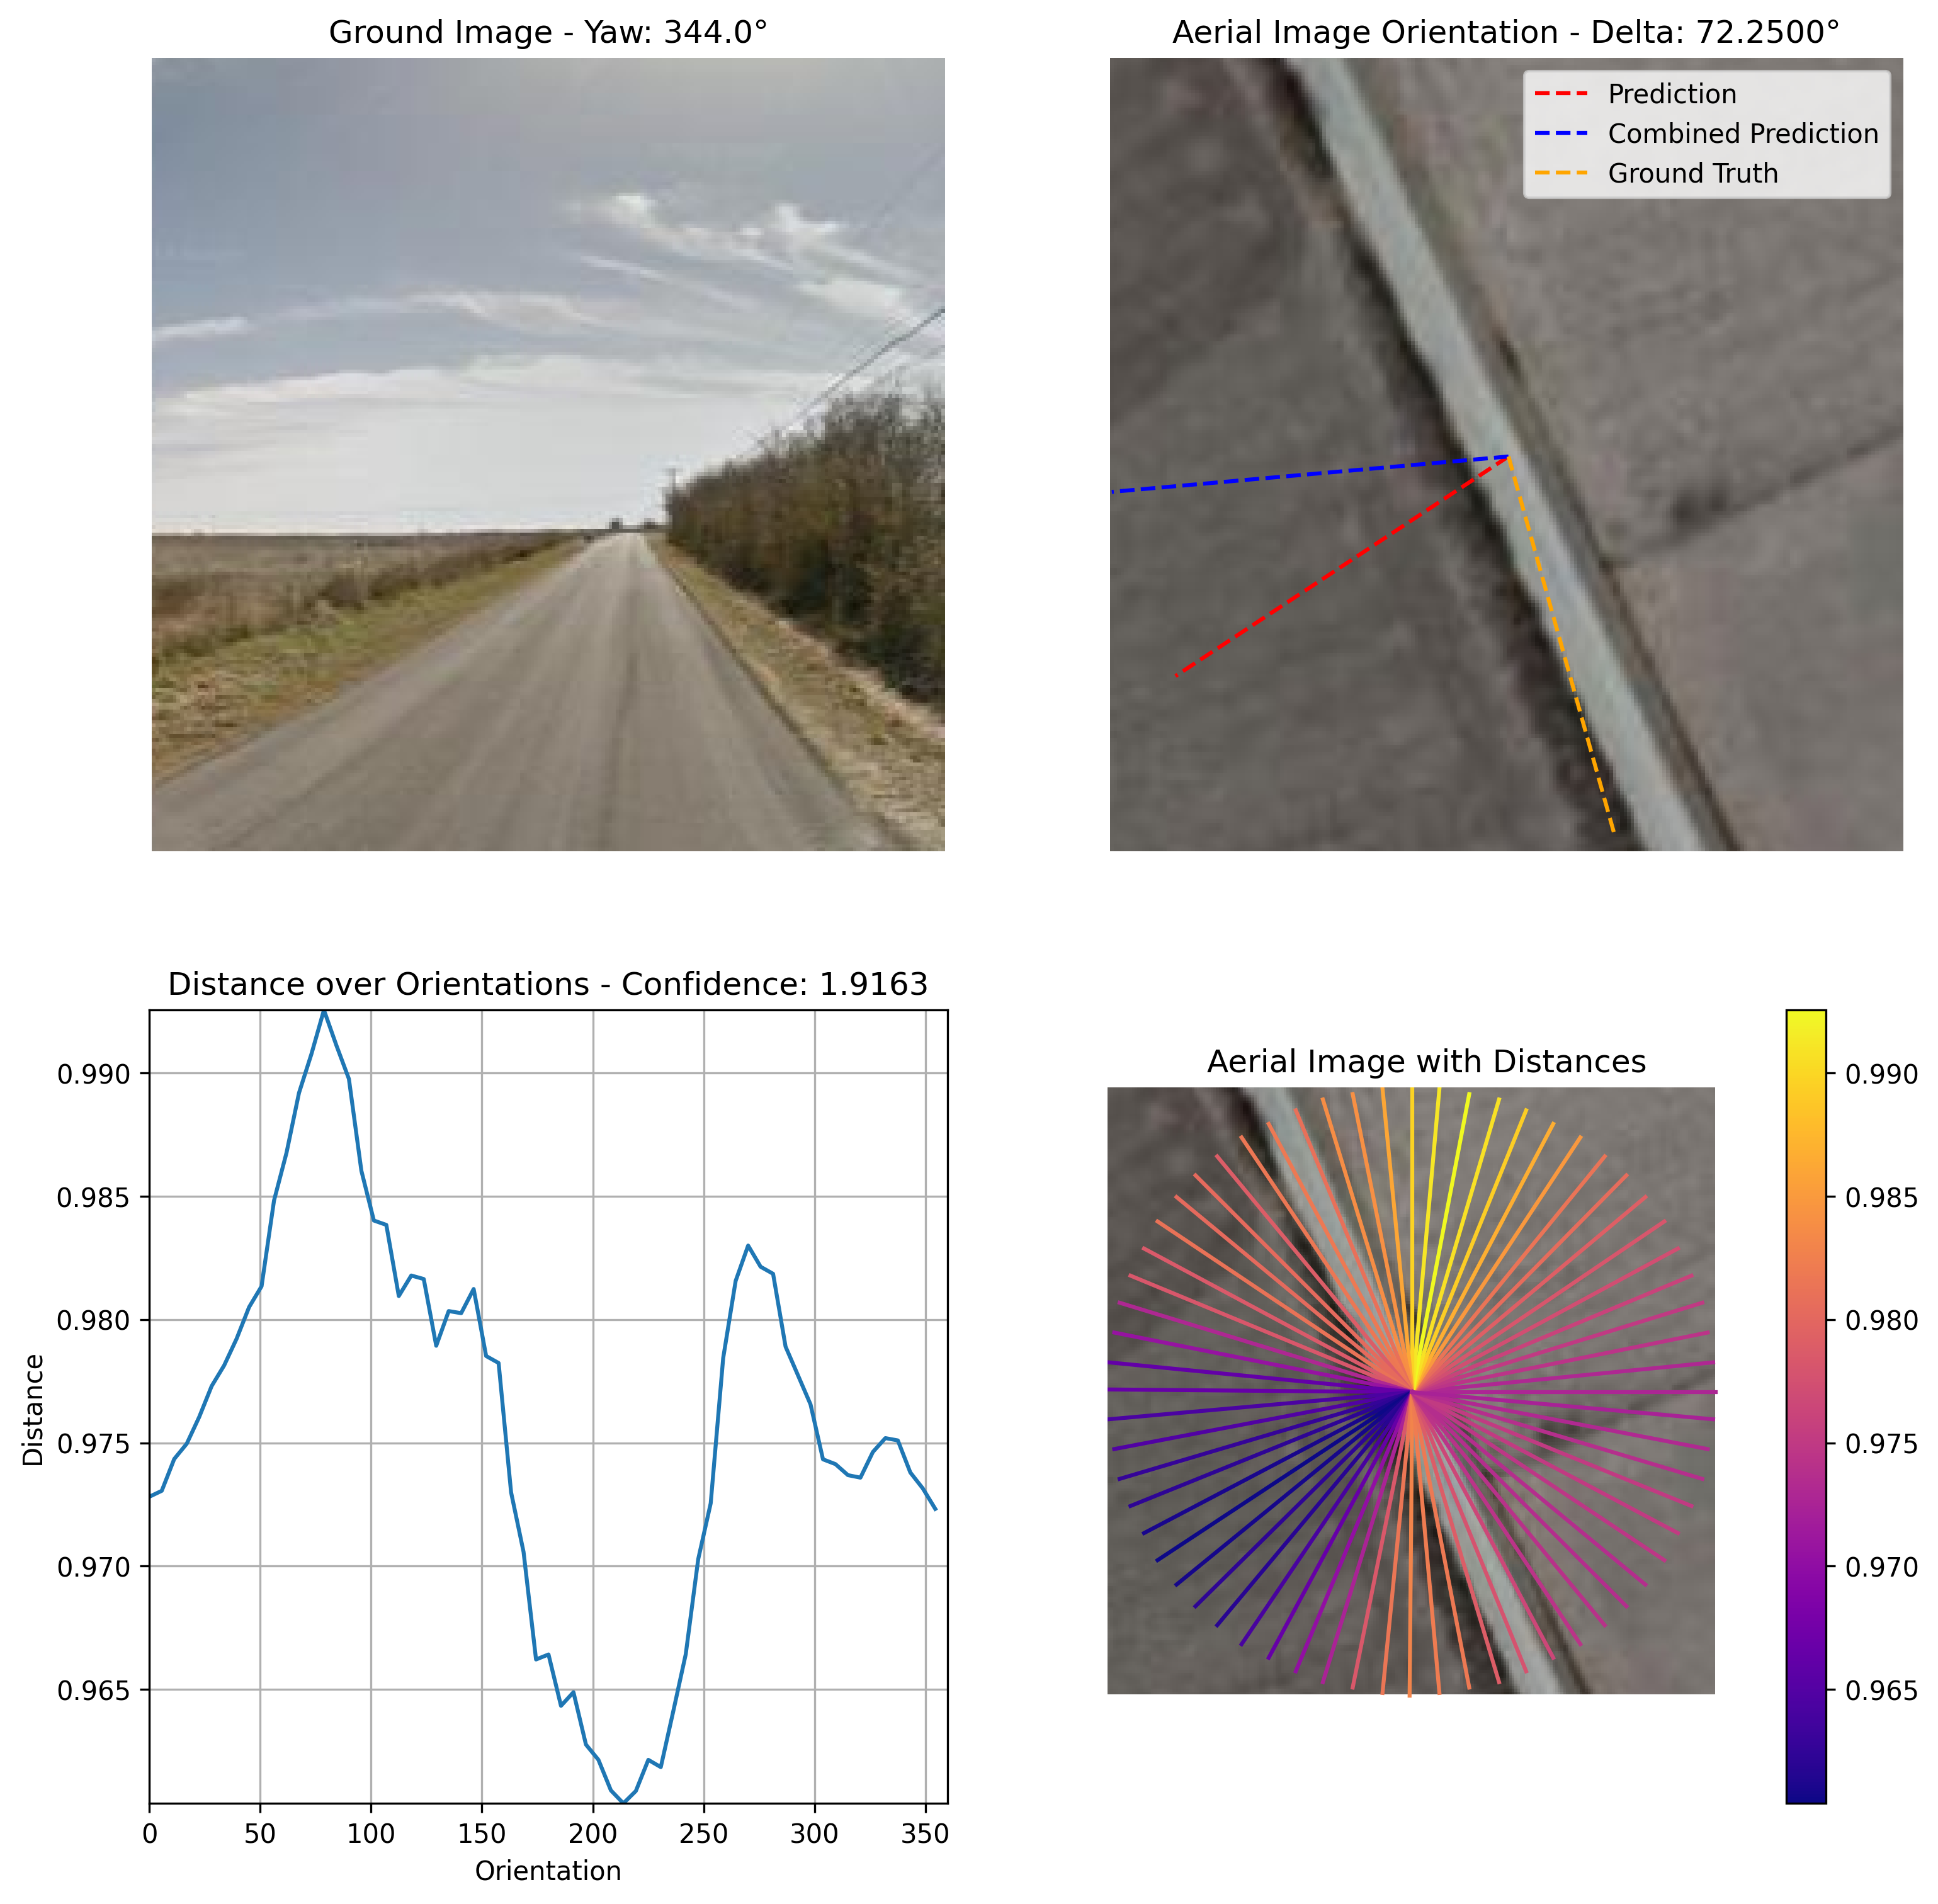 Ground Image - Yaw: 344.0°
Aerial Image Orientation - Delta: 72.2500°
Prediction
Combined Prediction
Ground Truth
Distance over Orientations - Confidence: 1.9163
0.990
0.985
0.980
0.975
0.970
0.965
Distance
0
50
100
150
200
250
300
350
Orientation
Aerial Image with Distances
0.990
0.985
0.980
0.975
0.970
0.965